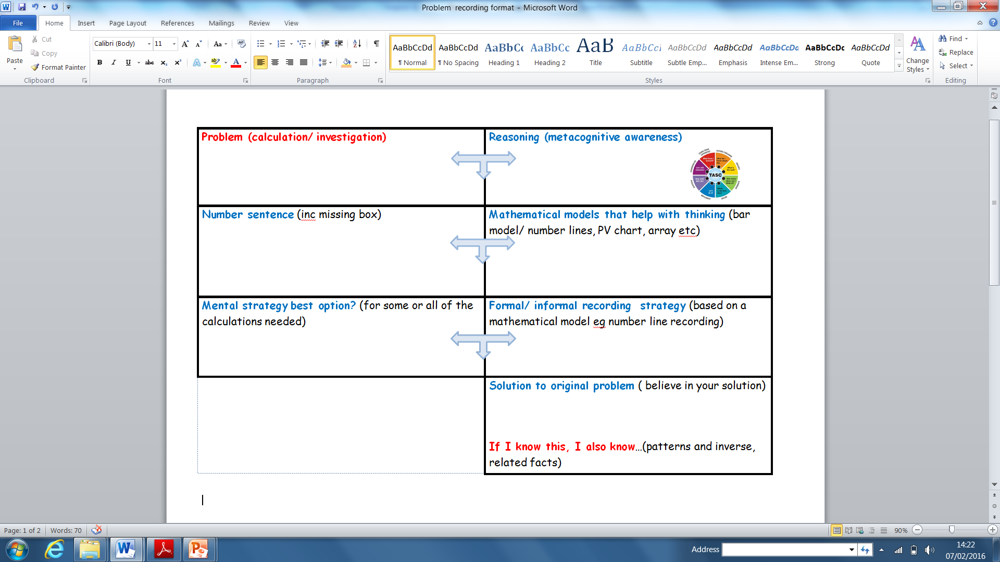 Problem recording format - Microsoft Word
File Home Insert Page Layout References Mailings Review View
Paste
Cut
Copy
Format Painter
Clipboard
Calibri (Body) 11
Font
Paragraph
AaBbCcDd AaBbCcDd AaBbCc AaBbCc AaB AaBbCcI AaBbCcDd AaBbCcDd AaBbCcDd AaBbCcDc AaBbCcDd
¶ Normal ¶ No Spacing Heading 1 Heading 2 Title Subtitle Subtle Emp... Emphasis Intense Em... Strong Quote
Styles
Change
Styles
Find
Replace
Select
Editing
Problem (calculation/ investigation)
Reasoning (metacognitive awareness)
TASC
Number sentence (inc missing box)
Mathematical models that help with thinking (bar
model/ number lines, PV chart, array etc)
Mental strategy best option? (for some or all of the
calculations needed)
Formal/ informal recording strategy (based on a
mathematical model eg number line recording)
Solution to original problem ( believe in your solution)
If I know this, I also know...(patterns and inverse,
related facts)
Page: 1 of 2 Words: 70
90%
Address
14:22
07/02/2016